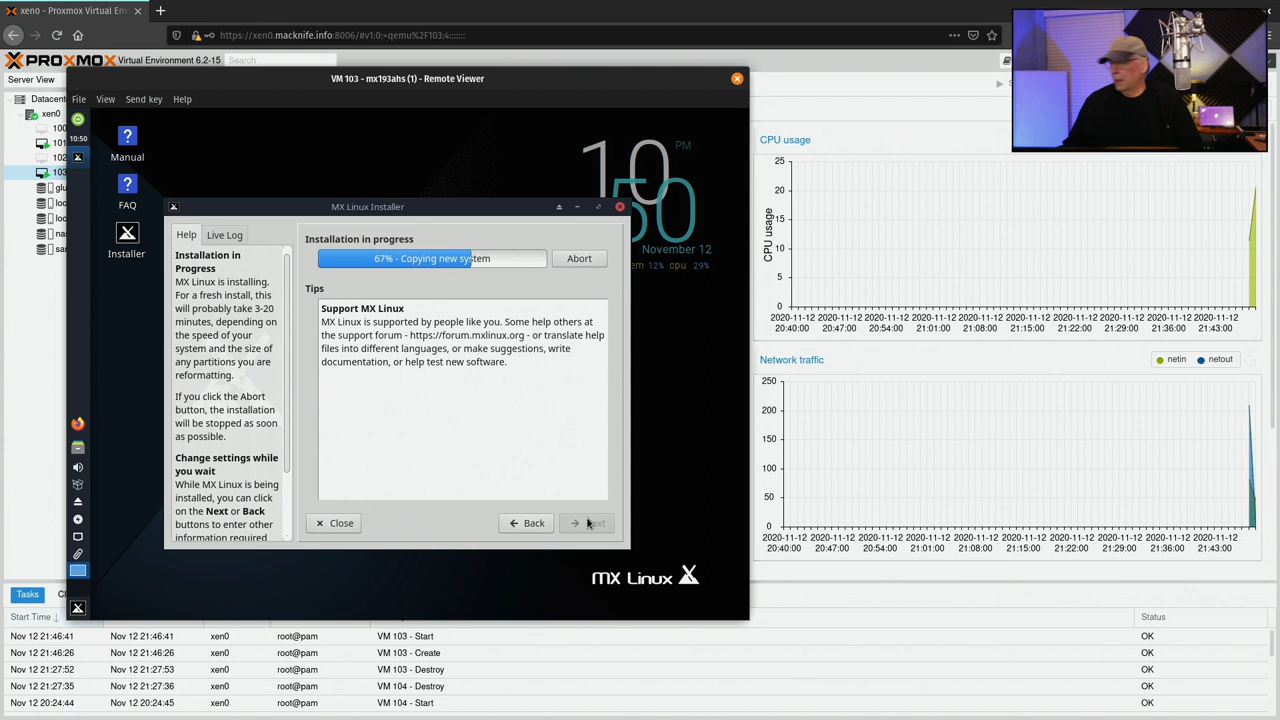 xen0 - Proxmox Virtual Env
https://xen0.macknife.info:8006/#v1:0:=qemu%2F103:4:::::::
PROXMOX Virtual Environment 6.2-15 Search
Server View
Datacent
xen0
100
101
102
103
glu
loc
loc
nas
san
VM 103 - mx193ahs (1) - Remote Viewer
File View Send key Help
10:50
Manual
FAQ
Installer
10 PM
50
November 12
12% cpu 29%
MX Linux Installer
Help Live Log
Installation in
Progress
MX Linux is installing.
For a fresh install, this
will probably take 3-20
minutes, depending on
the speed of your
system and the size of
any partitions you are
reformatting.
If you click the Abort
button, the installation
will be stopped as soon
as possible.
Change settings while
you wait
While MX Linux is being
installed, you can click
on the Next or Back
buttons to enter other
information required
Installation in progress
67% - Copying new system
Abort
Tips
Support MX Linux
MX Linux is supported by people like you. Some help others at
the support forum - https://forum.mxlinux.org - or translate help
files into different languages, or make suggestions, write
documentation, or help test new software.
Close Back
MX Linux
CPU usage
25
20
15
10
5
0
CPU usage
2020-11-12 2020-11-12 2020-11-12 2020-11-12 2020-11-12 2020-11-12 2020-11-12 2020-11-12 2020-11-12 2020-11-12
20:40:00 20:47:00 20:54:00 21:01:00 21:08:00 21:15:00 21:22:00 21:29:00 21:36:00 21:43:00
Network traffic
netin netout
250
200
150
100
50
0
2020-11-12 2020-11-12 2020-11-12 2020-11-12 2020-11-12 2020-11-12 2020-11-12 2020-11-12 2020-11-12 2020-11-12
20:40:00 20:47:00 20:54:00 21:01:00 21:08:00 21:15:00 21:22:00 21:29:00 21:36:00 21:43:00
Tasks Cl
Start Time Status
Nov 12 21:46:41 Nov 12 21:46:41 xen0 root@pam VM 103 - Start OK
Nov 12 21:46:26 Nov 12 21:46:26 xen0 root@pam VM 103 - Create OK
Nov 12 21:27:52 Nov 12 21:27:53 xen0 root@pam VM 103 - Destroy OK
Nov 12 21:27:35 Nov 12 21:27:36 xen0 root@pam VM 104 - Destroy OK
Nov 12 20:24:44 Nov 12 20:24:45 xen0 root@pam VM 104 - Start OK